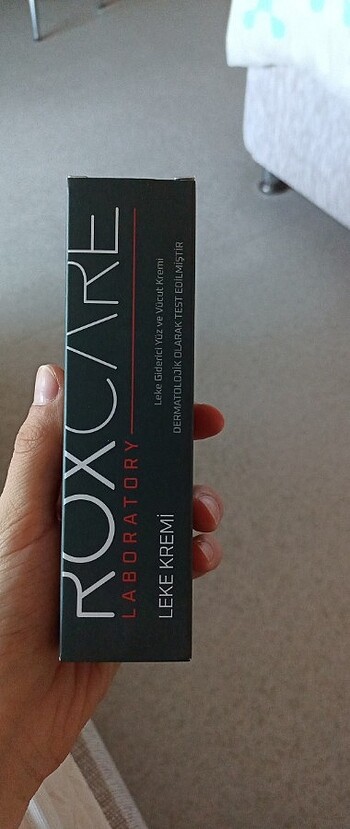 ROXCARE
LABORATORY
Leke Giderici Yüz ve Vücut Kremi
LEKE KREMİ
DERMATOLOJİK OLARAK TEST EDİLMİŞTİR